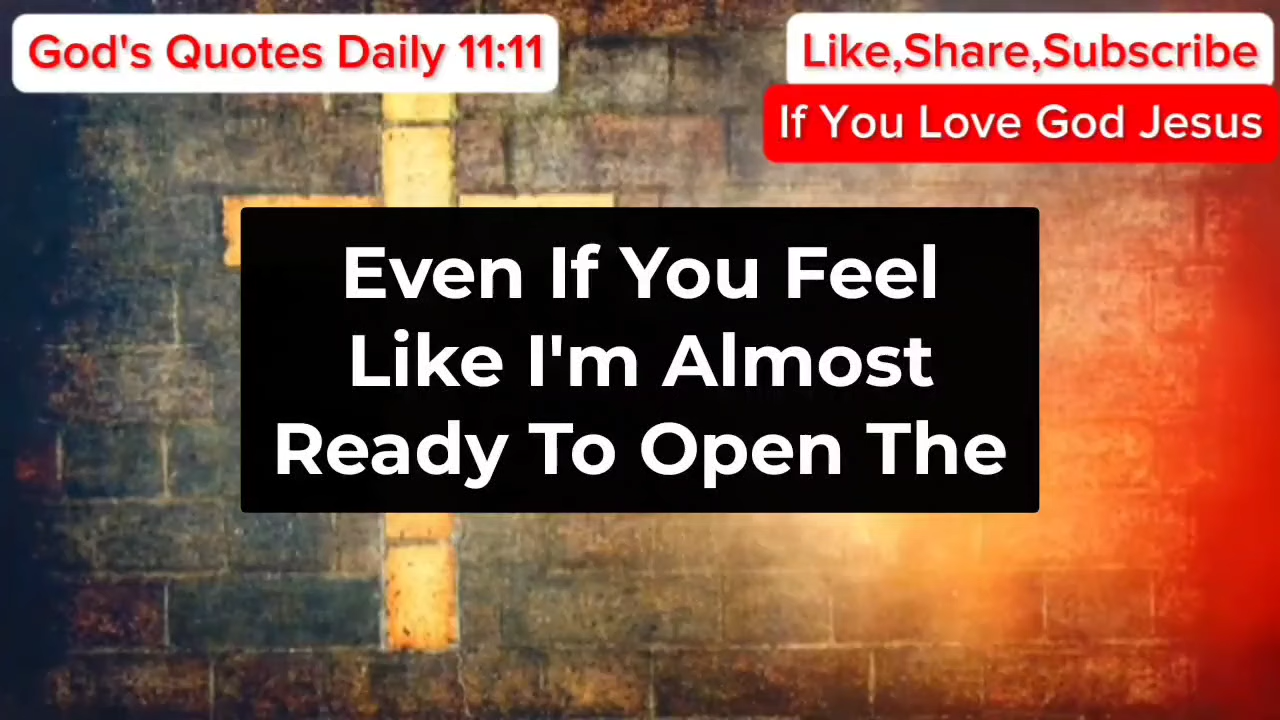 God's Quotes Daily 11:11
Like,Share,Subscribe
If You Love God Jesus
Even If You Feel
Like I'm Almost
Ready To Open The